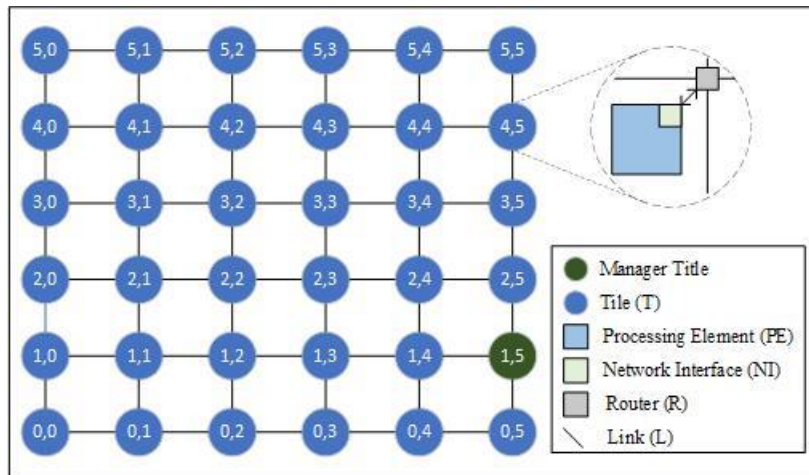 5,0 5,1 5,2 5,3 5,4 5,5
4,0 4,1 4,2 4,3 4,4 4,5
3,0 3,1 3,2 3,3 3,4 3,5
2,0 2,1 2,2 2,3 2,4 2,5
1,0 1,1 1,2 1,3 1,4 1,5
0,0 0,1 0,2 0,3 0,4 0,5
Manager Title
Tile (T)
Processing Element (PE)
Network Interface (NI)
Router (R)
Link (L)